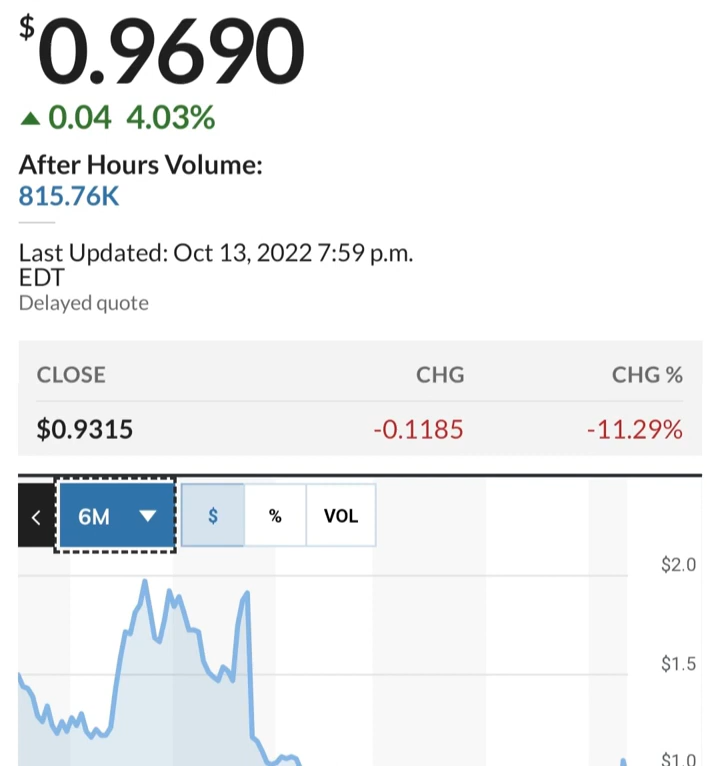 $0.9690
▲ 0.04 4.03%
After Hours Volume:
815.76K
Last Updated: Oct 13, 2022 7:59 p.m.
EDT
Delayed quote
CLOSE CHG CHG %
$0.9315 -0.1185 -11.29%
6M $ % VOL
$2.0
$1.5
$1.0